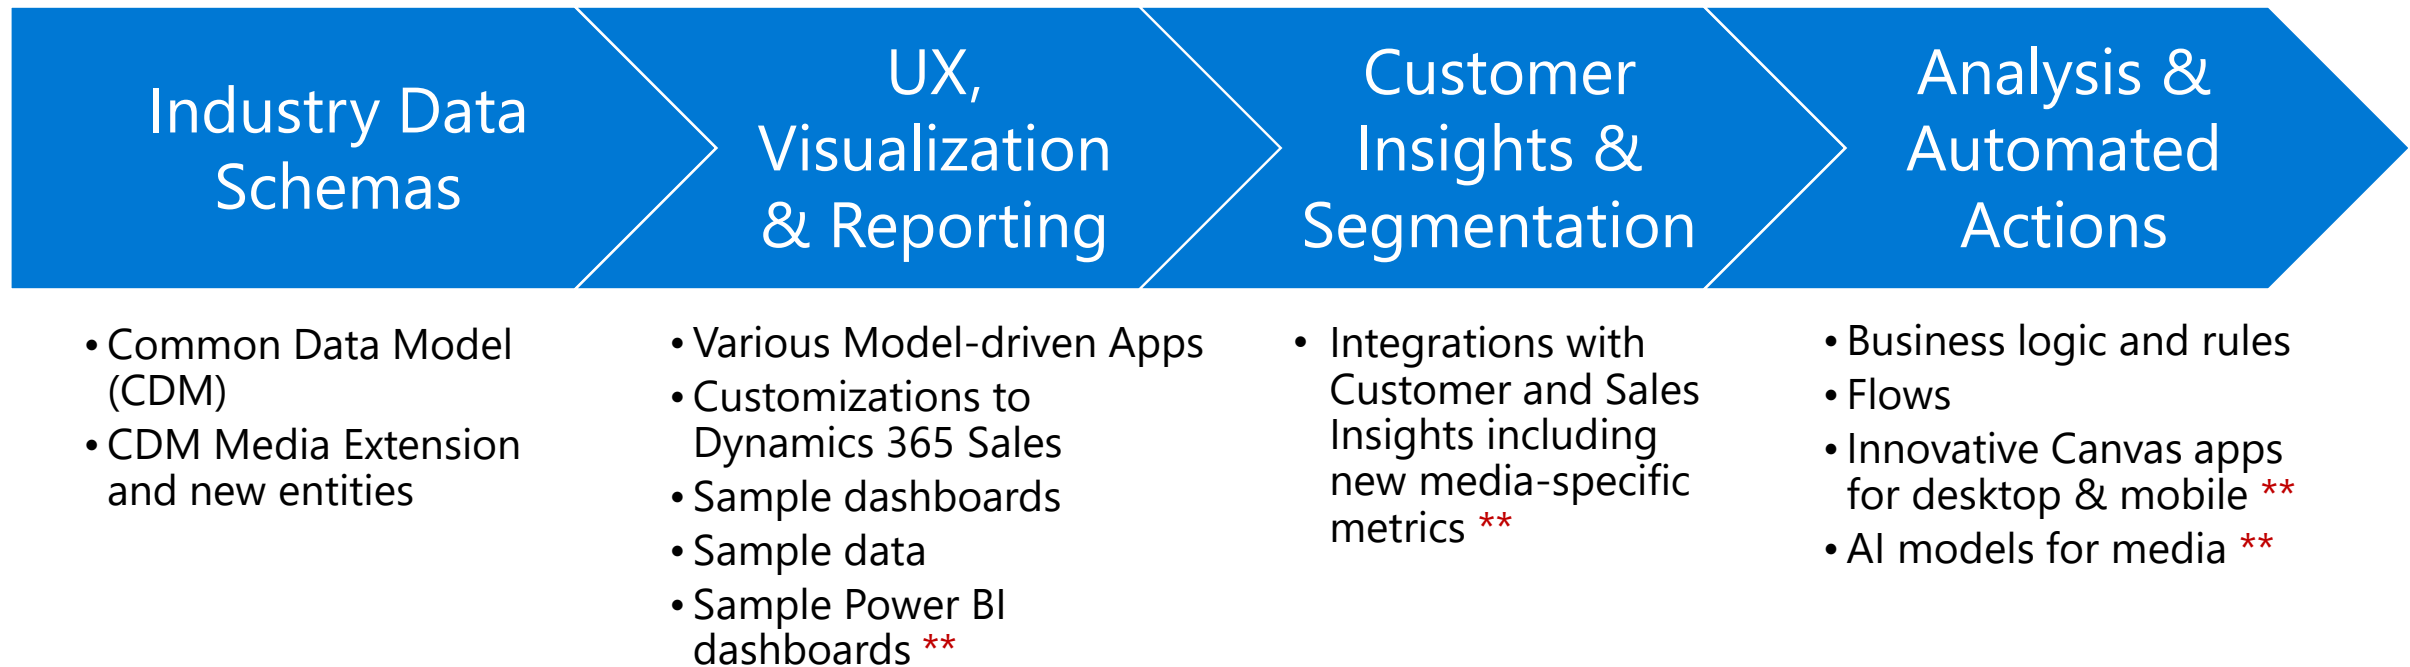 Industry Data
Schemas
UX,
Visualization
& Reporting
Customer
Insights &
Segmentation
Analysis &
Automated
Actions
• Common Data Model
(CDM)
• CDM Media Extension
and new entities
• Various Model-driven Apps
• Customizations to
Dynamics 365 Sales
• Sample dashboards
• Sample data
• Sample Power BI
dashboards **
• Integrations with
Customer and Sales
Insights including
new media-specific
metrics **
• Business logic and rules
• Flows
• Innovative Canvas apps
for desktop & mobile **
• AI models for media **